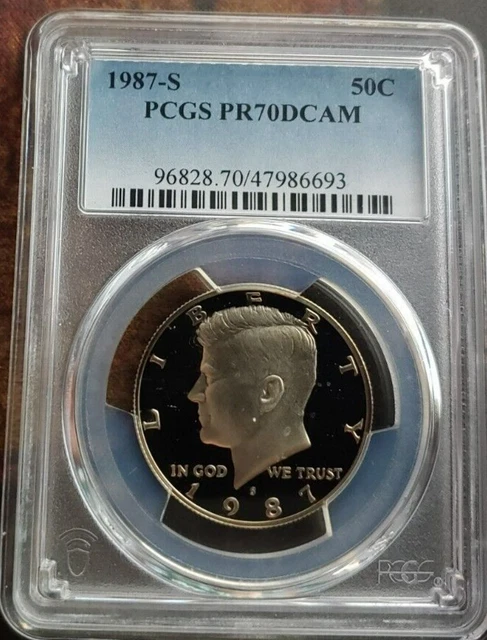 1987-S 50C
PCGS PR70DCAM
96828.70/47986693
LIBERTY
IN GOD WE TRUST
S
1987
PCGS